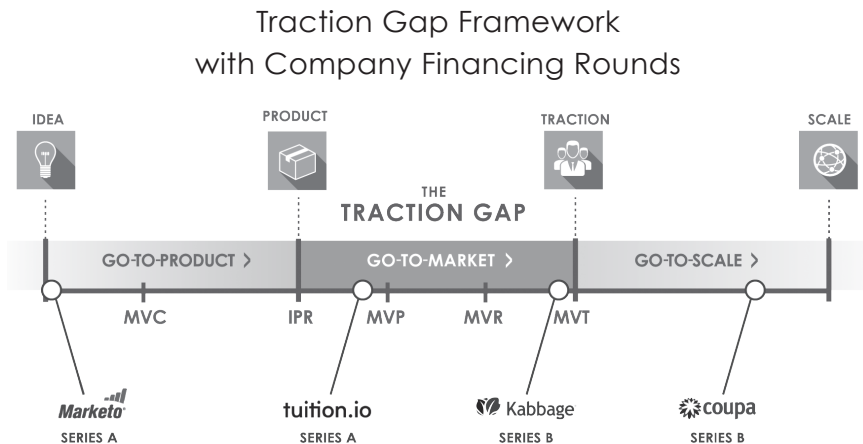 Traction Gap Framework
with Company Financing Rounds
IDEA
PRODUCT
TRACTION
SCALE
THE
TRACTION GAP
GO-TO-PRODUCT >
GO-TO-MARKET >
GO-TO-SCALE >
MVC
IPR
MVP
MVR
MVT
Marketo
tuition.io
Kabbage
coupa
SERIES A
SERIES A
SERIES B
SERIES B